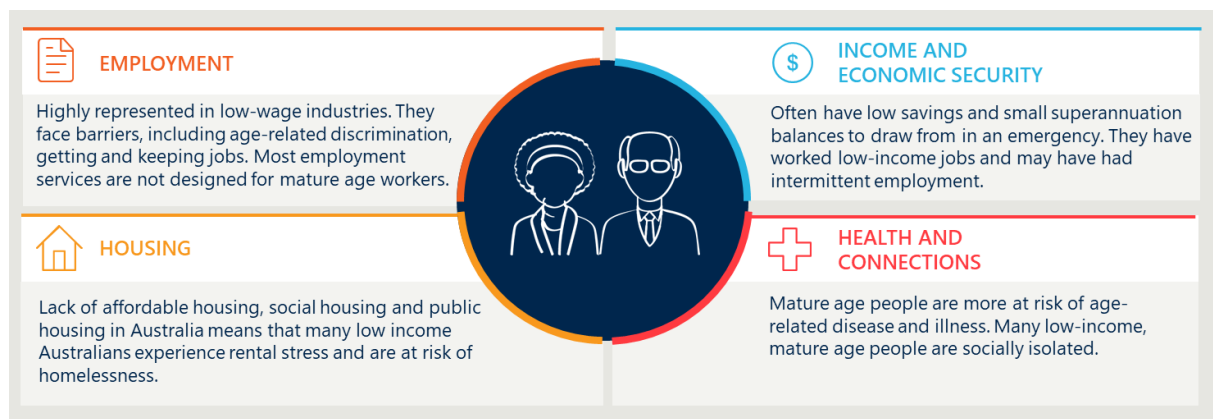 EMPLOYMENT
Highly represented in low-wage industries. They
face barriers, including age-related discrimination,
getting and keeping jobs. Most employment
services are not designed for mature age workers.
$
INCOME AND
ECONOMIC SECURITY
Often have low savings and small superannuation
balances to draw from in an emergency. They have
worked low-income jobs and may have had
intermittent employment.
HOUSING
Lack of affordable housing, social housing and public
housing in Australia means that many low income
Australians experience rental stress and are at risk of
homelessness.
HEALTH AND
CONNECTIONS
Mature age people are more at risk of age-
related disease and illness. Many low-income,
mature age people are socially isolated.